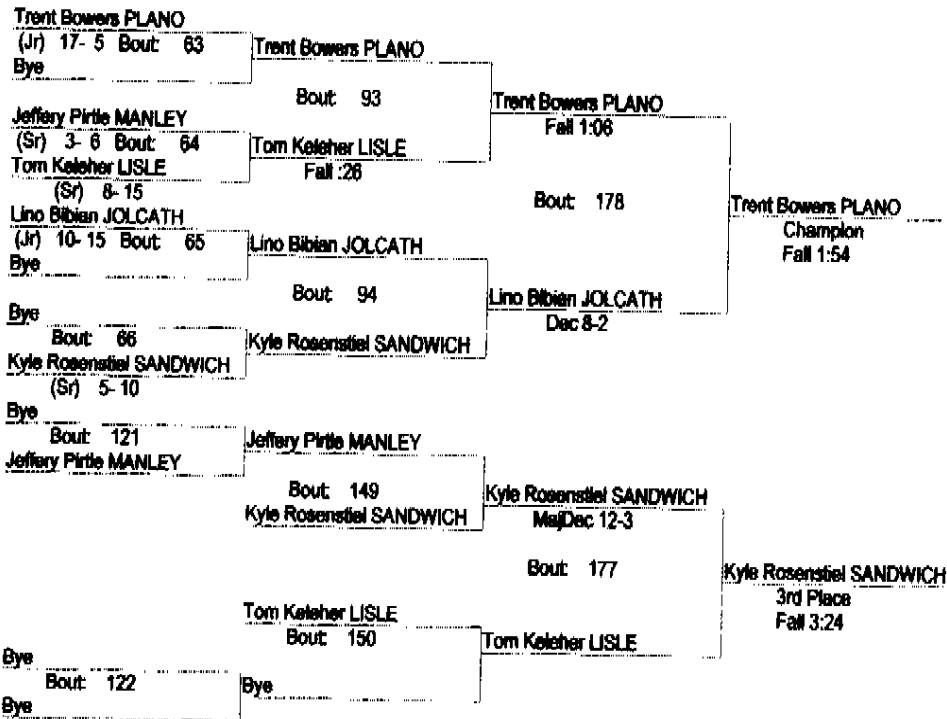 Trent Bowers PLANO
(Jr) 17- 5 Bout: 63
Bye
Trent Bowers PLANO
Bout: 93
Jeffery Pirtle MANLEY
(Sr) 3- 6 Bout: 64
Tom Keleher LISLE
(Sr) 8- 15
Tom Keleher LISLE
Fall :26
Trent Bowers PLANO
Fall 1:06
Bout: 178
Lino Bibian JOLCATH
(Jr) 10- 15 Bout: 65
Bye
Lino Bibian JOLCATH
Bout: 94
Bye
Bout: 66
Kyle Rosenstiel SANDWICH
(Sr) 5- 10
Kyle Rosenstiel SANDWICH
Lino Bibian JOLCATH
Dec 8-2
Trent Bowers PLANO
Champion
Fall 1:54
Bye
Bout: 121
Jeffery Pirtle MANLEY
Jeffery Pirtle MANLEY
Bout: 149
Kyle Rosenstiel SANDWICH
Kyle Rosenstiel SANDWICH
MajDec 12-3
Bout: 177
Tom Keleher LISLE
Bout: 150
Bye
Bout: 122
Bye
Bye
Tom Keleher LISLE
Kyle Rosenstiel SANDWICH
3rd Place
Fall 3:24